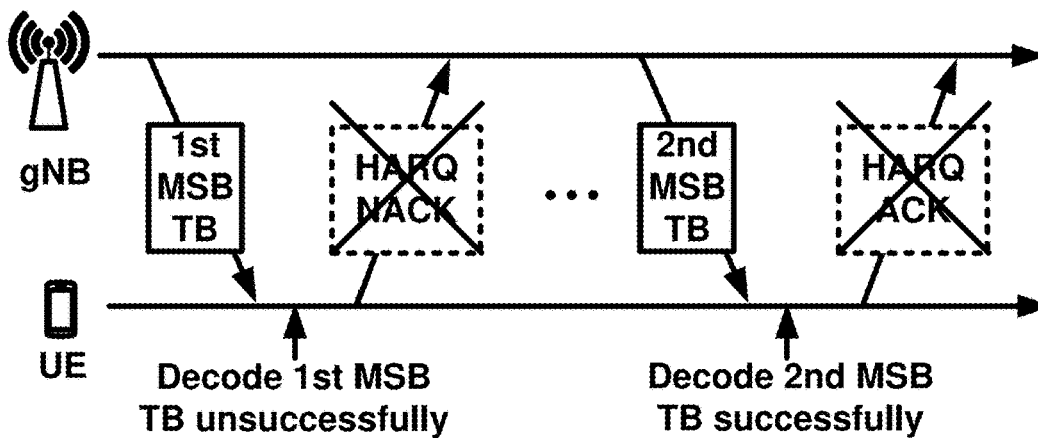 gNB
1st
MSB
TB
HARQ
NACK
...
2nd
MSB
TB
HARQ
ACK
UE
Decode 1st MSB
TB unsuccessfully
Decode 2nd MSB
TB successfully